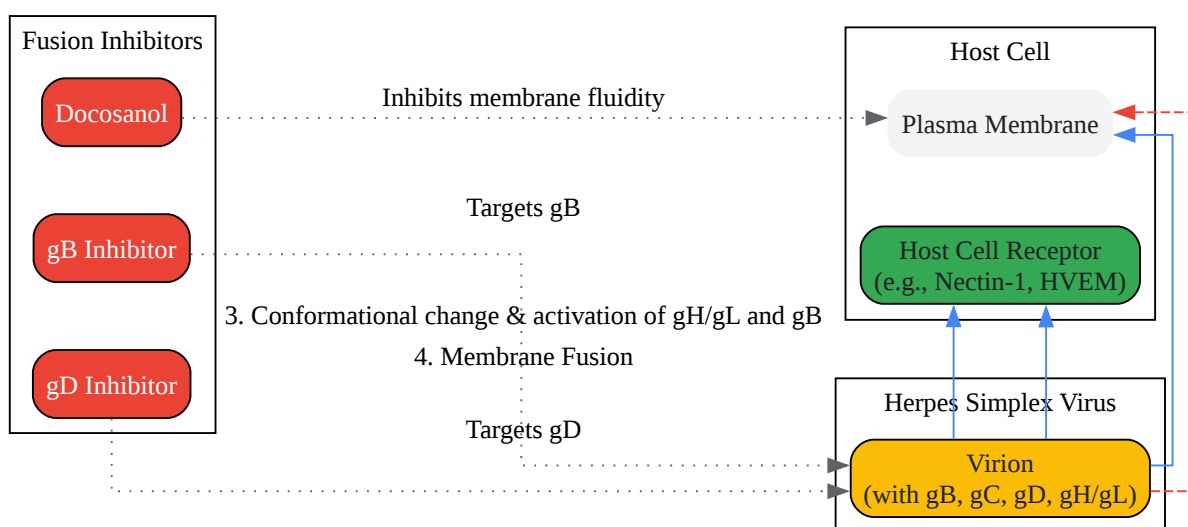 Fusion Inhibitors
Docosanol
gB Inhibitor
gD Inhibitor
Inhibits membrane fluidity
Targets gB
3. Conformational change & activation of gH/gL and gB
4. Membrane Fusion
Targets gD
Host Cell
Plasma Membrane
Host Cell Receptor
(e.g., Nectin-1, HVEM)
Herpes Simplex Virus
Virion
(with gB, gC, gD, gH/gL)